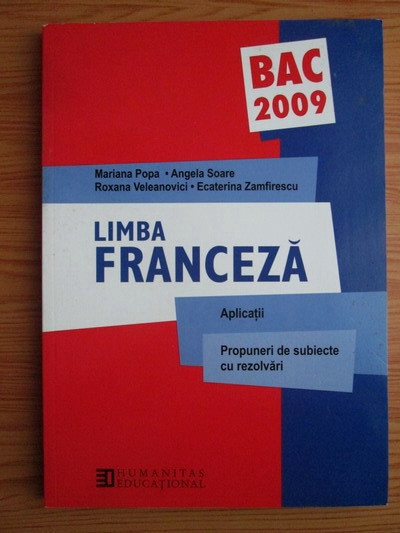 BAC
2009
Mariana Popa • Angela Soare
Roxana Veleanovici • Ecaterina Zamfirescu
LIMBA
FRANCEZĂ
Aplicații
Propuneri de subiecte
cu rezolvări
HUMANITAS
EDUCAȚIONAL